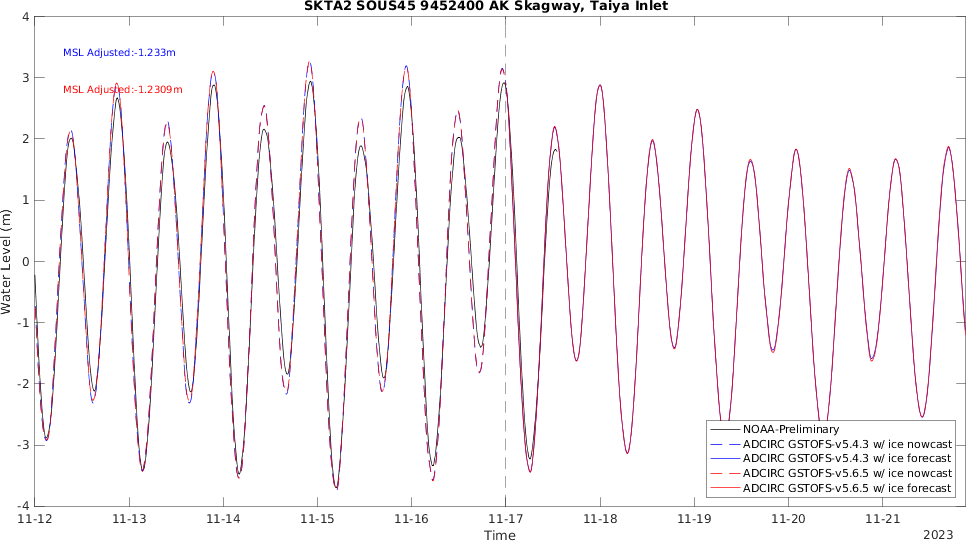 SKTA2 SOUS45 9452400 AK Skagway, Taiya Inlet
MSL Adjusted:-1.233m
MSL Adjusted:-1.2309m
Water Level (m)
4
3
2
1
0
-1
-2
-3
-4
NOAA-Preliminary
ADCIRC GSTOFS-v5.4.3 w/ ice nowcast
ADCIRC GSTOFS-v5.4.3 w/ ice forecast
ADCIRC GSTOFS-v5.6.5 w/ ice nowcast
ADCIRC GSTOFS-v5.6.5 w/ ice forecast
11-12 11-13 11-14 11-15 11-16 11-17 11-18 11-19 11-20 11-21
Time
2023